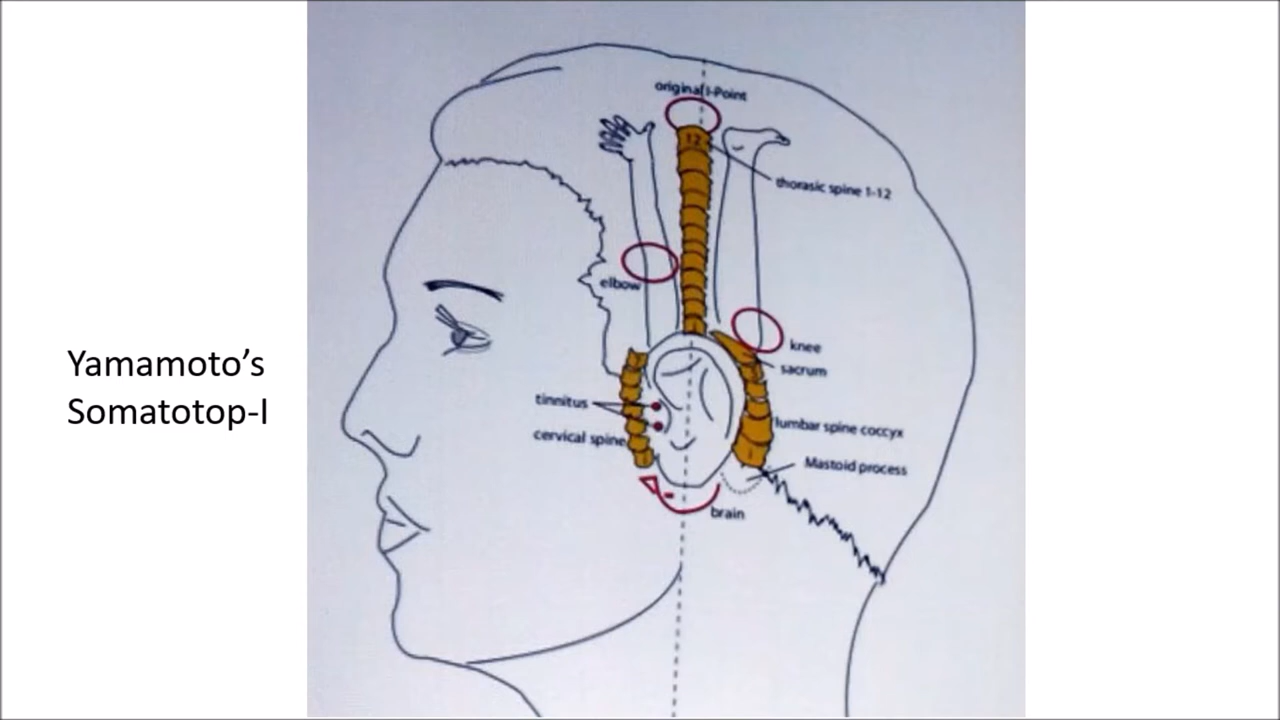 Yamamoto's
Somatotop-I
original I-Point
12
thorasic spine 1-12
elbow
knee
sacrum
tinnitus
cervical spine
lumbar spine coccyx
Mastoid process
brain